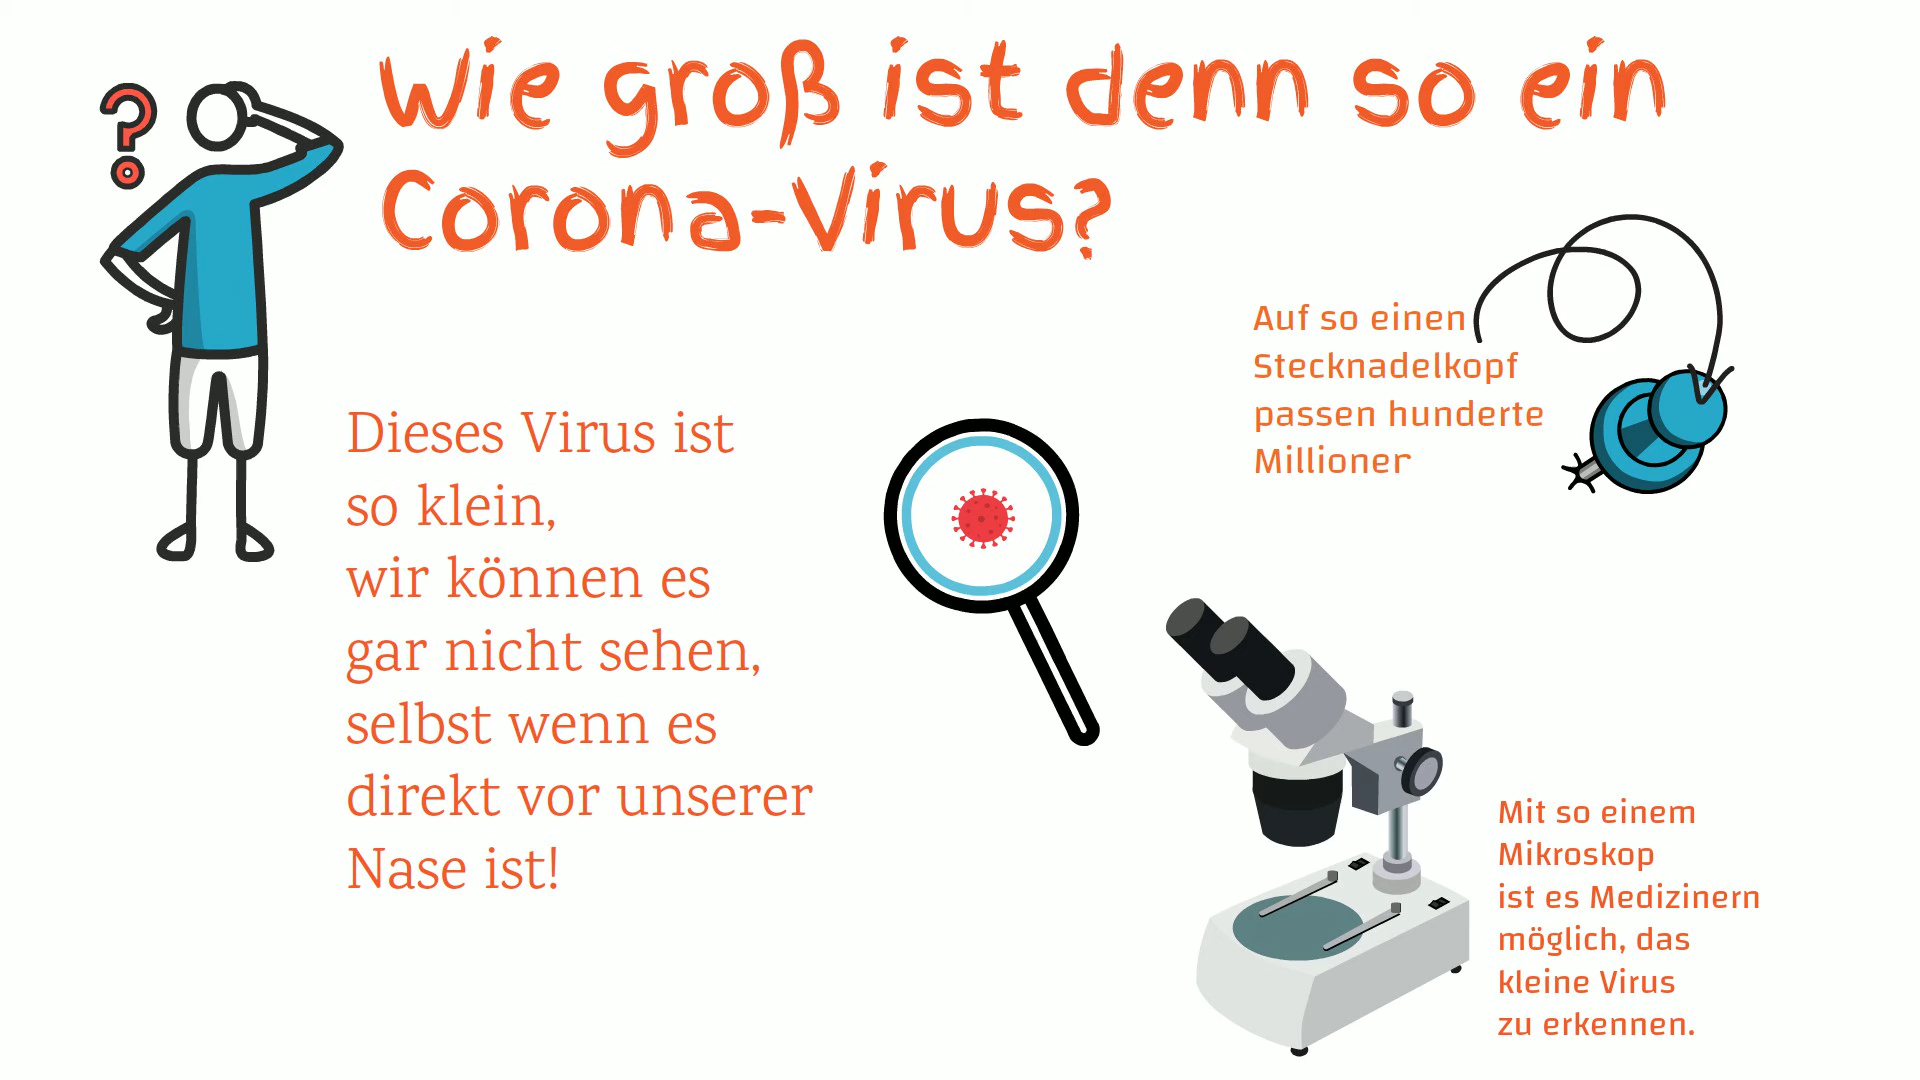 Wie groß ist denn so ein
Corona-Virus?
Dieses Virus ist
so klein,
wir können es
gar nicht sehen,
selbst wenn es
direkt vor unserer
Nase ist!
Auf so einen
Stecknadelkopf
passen hunderte
Millioner
Mit so einem
Mikroskop
ist es Medizinern
möglich, das
kleine Virus
zu erkennen.